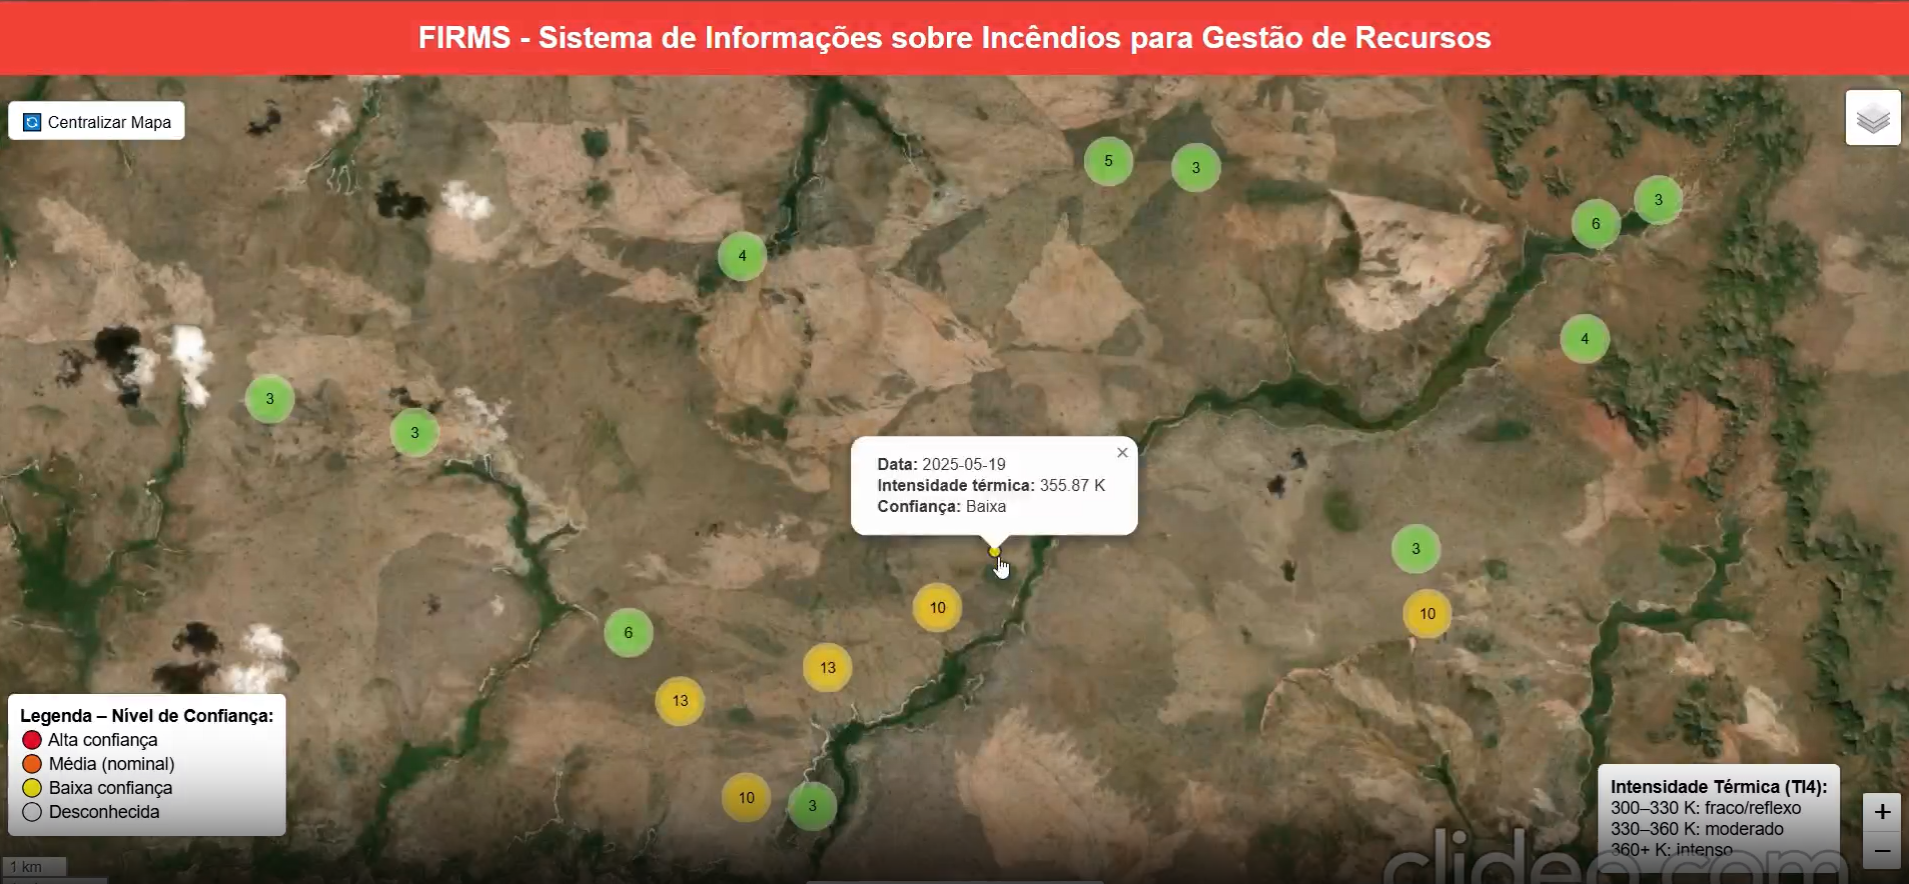 FIRMS - Sistema de Informações sobre Incêndios para Gestão de Recursos
Centralizar Mapa
5
3
3
6
4
4
3
3
Data: 2025-05-19
Intensidade térmica: 355.87 K
Confiança: Baixa
×
3
10
10
6
13
13
10
3
Legenda – Nível de Confiança:
Alta confiança
Média (nominal)
Baixa confiança
Desconhecida
Intensidade Térmica (TI4):
300–330 K: fraco/reflexo
330–360 K: moderado
360+ K: intenso
+
−
1 km
clideo.com